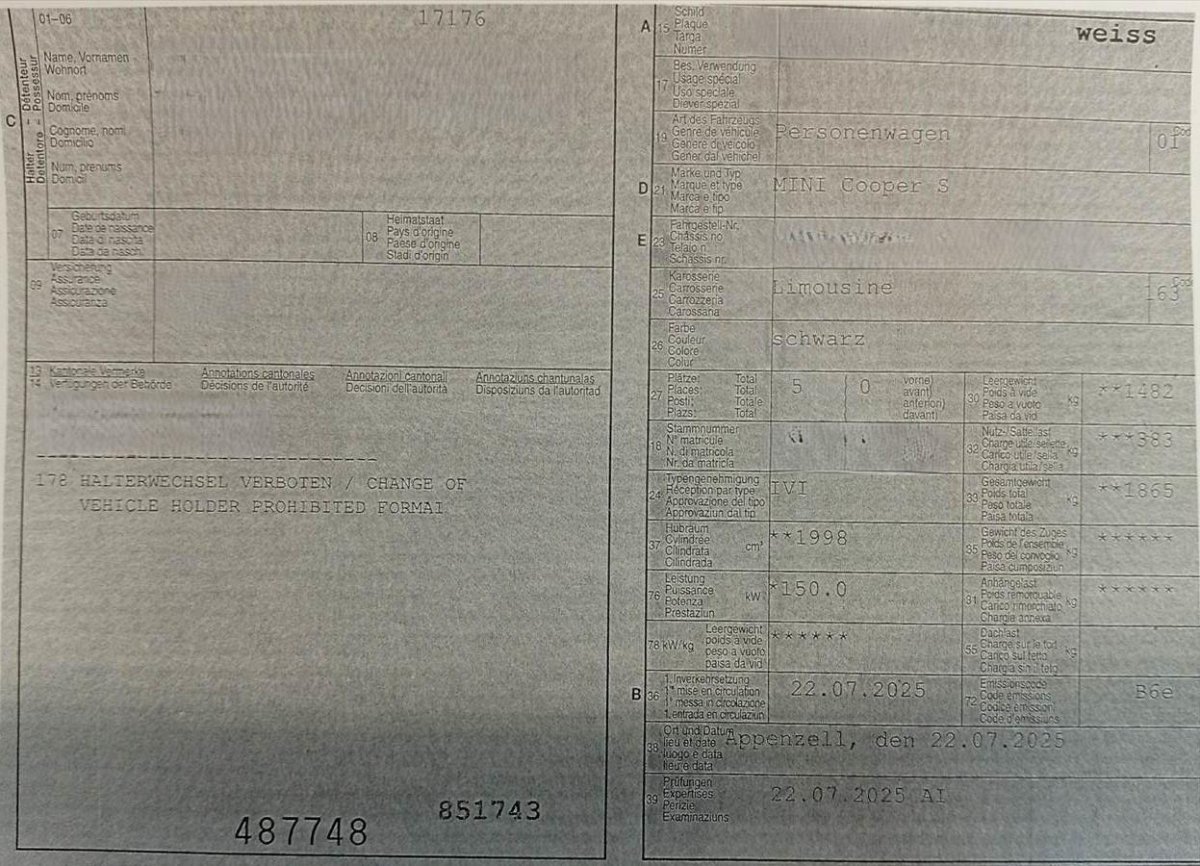 01-06
17176
C
Halter - Détenteur
Detentore - Possessur
Name, Vornamen
Wohnort
Nom, prénoms
Domicile
Cognome, nomi
Domicilio
Num, prenums
Domicil
07
Geburtsdatum
Date de naissance
Data di nascita
Data da nasch.
08
Heimatstaat
Pays d'origine
Paese d'origine
Stadi d'origin
09
Versicherung
Assurance
Assicurazione
Assicuranza
13 Kantonale Vermerke
14 Verfügungen der Behörde
Annotations cantonales
Décisions de l'autorité
Annotazioni cantonali
Decisioni dell'autorità
Annotaziuns chantunalas
Disposiziuns da l'autoritad
178 HALTERWECHSEL VERBOTEN / CHANGE OF
VEHICLE HOLDER PROHIBITED FORMAL
487748
851743
A 15
Schild
Plaque
Targa
Numer
weiss
17
Bes. Verwendung
Usage spécial
Uso speciale
Diever spezial
19
Art des Fahrzeugs
Genre de véhicule
Genere di veicolo
Gener dal vehichel
Personenwagen
Cod
01
D 21
Marke und Typ
Marque et type
Marca e tipo
Marca e tip
MINI Cooper S
E 23
Fahrgestell-Nr.
Châssis no
Telaio n.
Schassis nr.
25
Karosserie
Carrosserie
Carrozzeria
Carossaria
Limousine
Cod
163
26
Farbe
Couleur
Colore
Colur
schwarz
27
Plätze: Total
Places: Total
Posti: Totale
Plazs: Total
5 ( 0
vorne)
avant)
anteriori)
davant)
30
Leergewicht
Poids à vide
Peso a vuoto
Paisa da vid
kg
**1482
18
Stammnummer
N° matricule
N. di matricola
Nr. da matricla
32
Nutz-/Sattellast
Charge utile/sellette
Carico utile/sella
Chargia utila/sella
kg
***383
24
Typengenehmigung
Réception par type
Approvazione del tipo
Approvaziun dal tip
IVI
33
Gesamtgewicht
Poids total
Peso totale
Paisa totala
kg
**1865
37
Hubraum
Cylindrée
Cilindrata
Cilindrada
cm³
**1998
35
Gewicht des Zuges
Poids de l'ensemble
Peso del convoglio
Paisa cumposiziun
kg
******
76
Leistung
Puissance
Potenza
Prestaziun
kW
*150.0
31
Anhängelast
Poids remorquable
Carico rimorchiato
Chargia annexa
kg
******
78 kW/kg
Leergewicht
poids à vide
peso a vuoto
paisa da vid
******
55
Dachlast
Charge sur le toit
Carico sul tetto
Chargia sin il tetg
kg
B 36
1. Inverkehrsetzung
1re mise en circulation
1a messa in circolazione
1. entrada en circulaziun
22.07.2025
72
Emissionscode
Code émissions
Codice emissioni
Code d'emissiuns
B6e
38
Ort und Datum
lieu et date
luogo e data
lieu e data
Appenzell, den 22.07.2025
39
Prüfungen
Expertises
Perizie
Examinaziuns
22.07.2025 AI